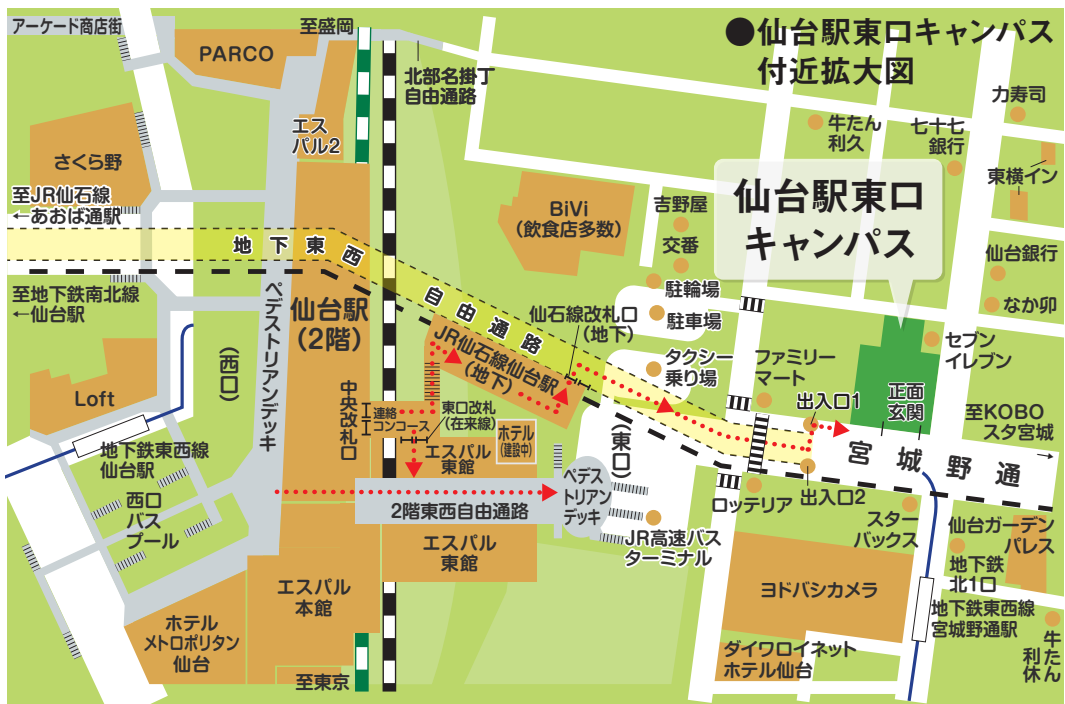 アーケード商店街
至盛岡
●仙台駅東口キャンパス
付近拡大図
PARCO
北部名掛丁
自由通路
エス
パル2
力寿司
牛たん
利久
七十七
銀行
東横イン
さくら野
至JR仙石線
←あおば通駅
BiVi
(飲食店多数)
吉野屋
交番
仙台駅東口
キャンパス
地下東西
自由通路
仙台銀行
なか卯
至地下鉄南北線
←仙台駅
ペデストリアンデッキ
仙台駅
(2階)
駐輪場
駐車場
仙石線改札口
(地下)
JR仙石線仙台駅
(地下)
タクシー
乗り場
ファミリー
マート
セブン
イレブン
(西口)
Loft
中央改札口
連絡
コンコース
東口改札
(在来線)
ホテル
(建設中)
エスパル
東館
(東口)
出入口1
正面
玄関
至KOBO
スタ宮城
宮城野通
地下鉄東西線
仙台駅
西口
バス
プール
2階東西自由通路
ペデス
トリアン
デッキ
ロッテリア
出入口2
スター
バックス
仙台ガーデン
パレス
JR高速バス
ターミナル
エスパル
東館
エスパル
本館
ヨドバシカメラ
地下鉄
北1口
地下鉄東西線
宮城野通駅
ホテル
メトロポリタン
仙台
至東京
ダイワロイネット
ホテル仙台
牛たん
利休